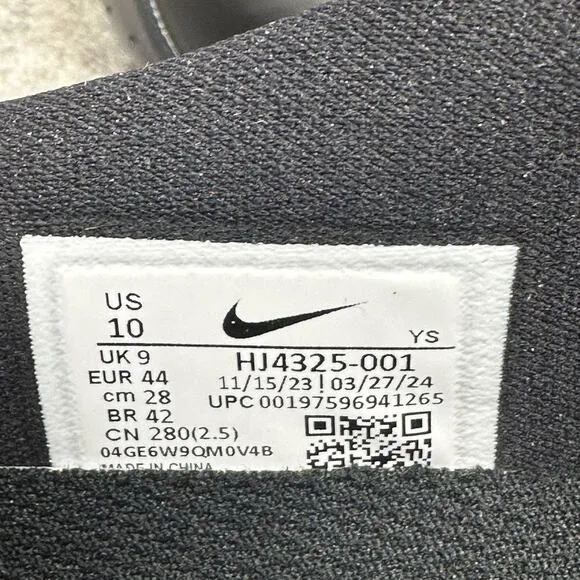 US
10
YS
UK 9
HJ4325-001
EUR 44
11/15/23 | 03/27/24
cm 28
UPC 00197596941265
BR 42
CN 280(2.5)
04GE6W9QM0V4B
MADE IN CHINA